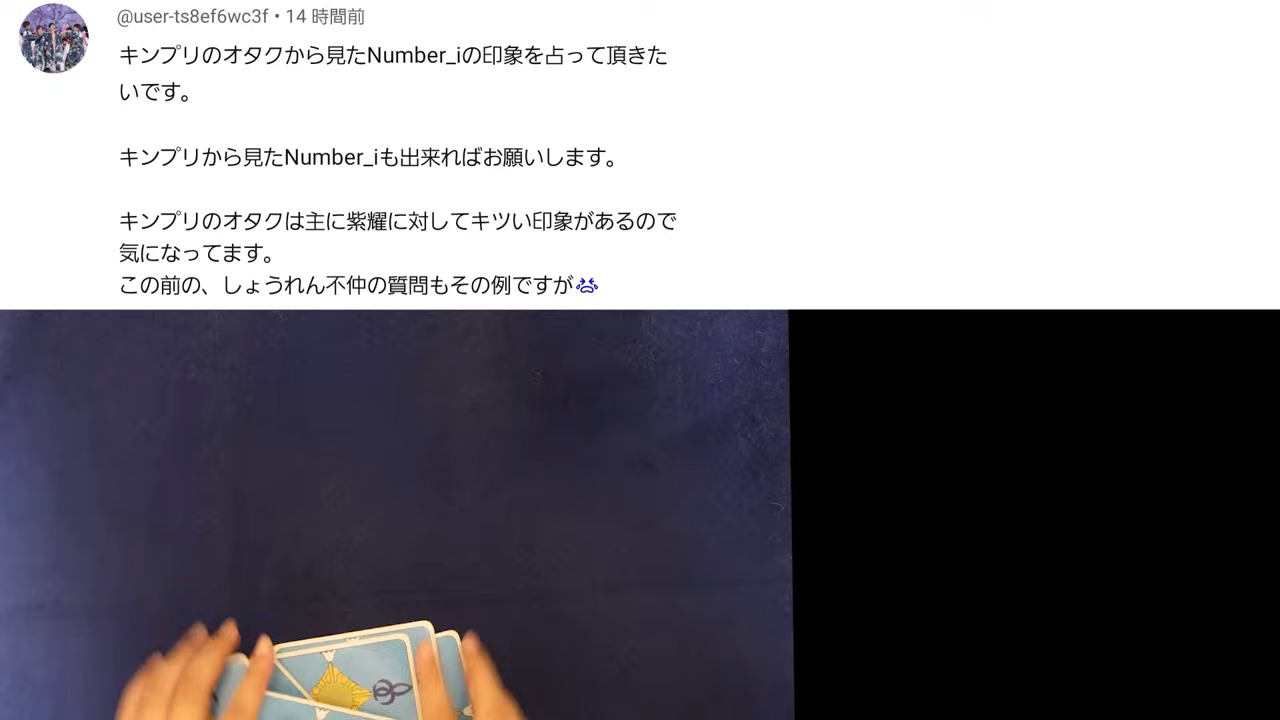 @user-ts8ef6wc3f • 14 時間前
キンプリのオタクから見たNumber_iの印象を占って頂きた
いです。
キンプリから見たNumber_iも出来ればお願いします。
キンプリのオタクは主に紫耀に対してキツい印象があるので
気になってます。
この前の、しょうれん不仲の質問もその例ですが😭